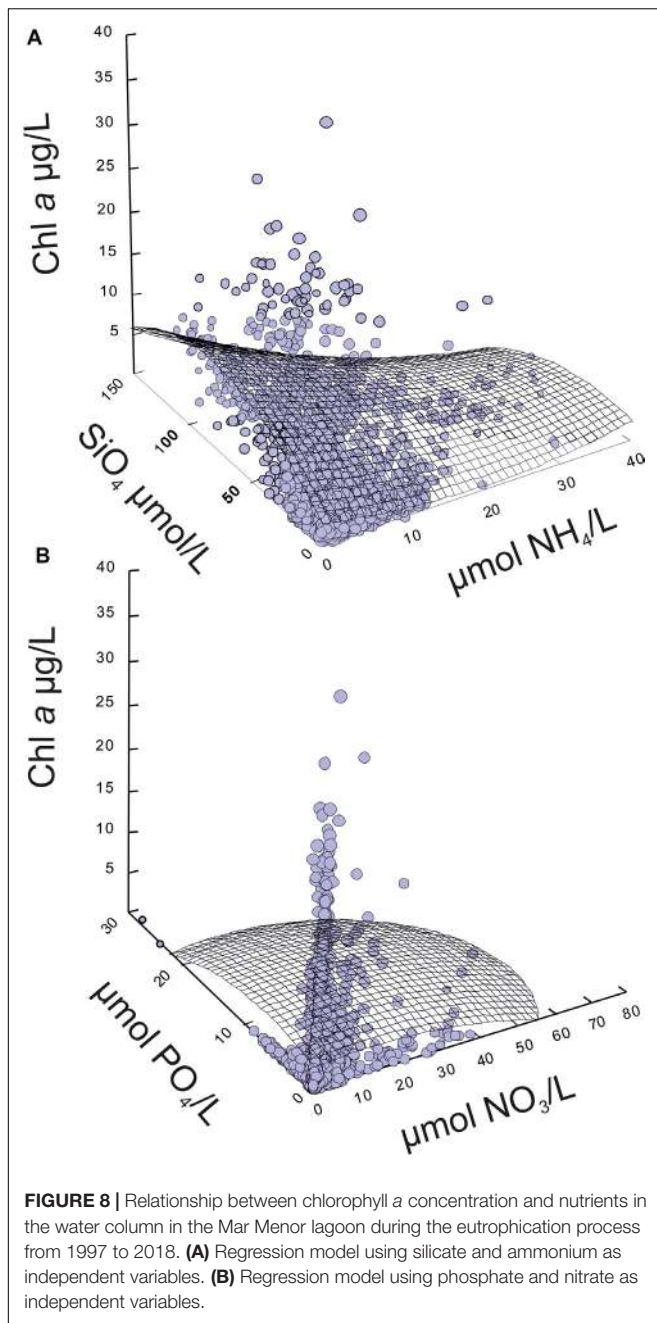 A
40
35
30
25
20
15
10
5
Chl a µg/L
150
100
50
0
SiO₄ µmol/L
0
10
20
30
40
µmol NH₄/L
B
40
35
30
25
20
15
10
5
Chl a µg/L
30
20
10
0
µmol PO₄/L
0
10
20
30
40
50
60
70
80
µmol NO₃/L
FIGURE 8 | Relationship between chlorophyll a concentration and nutrients in
the water column in the Mar Menor lagoon during the eutrophication process
from 1997 to 2018. (A) Regression model using silicate and ammonium as
independent variables. (B) Regression model using phosphate and nitrate as
independent variables.